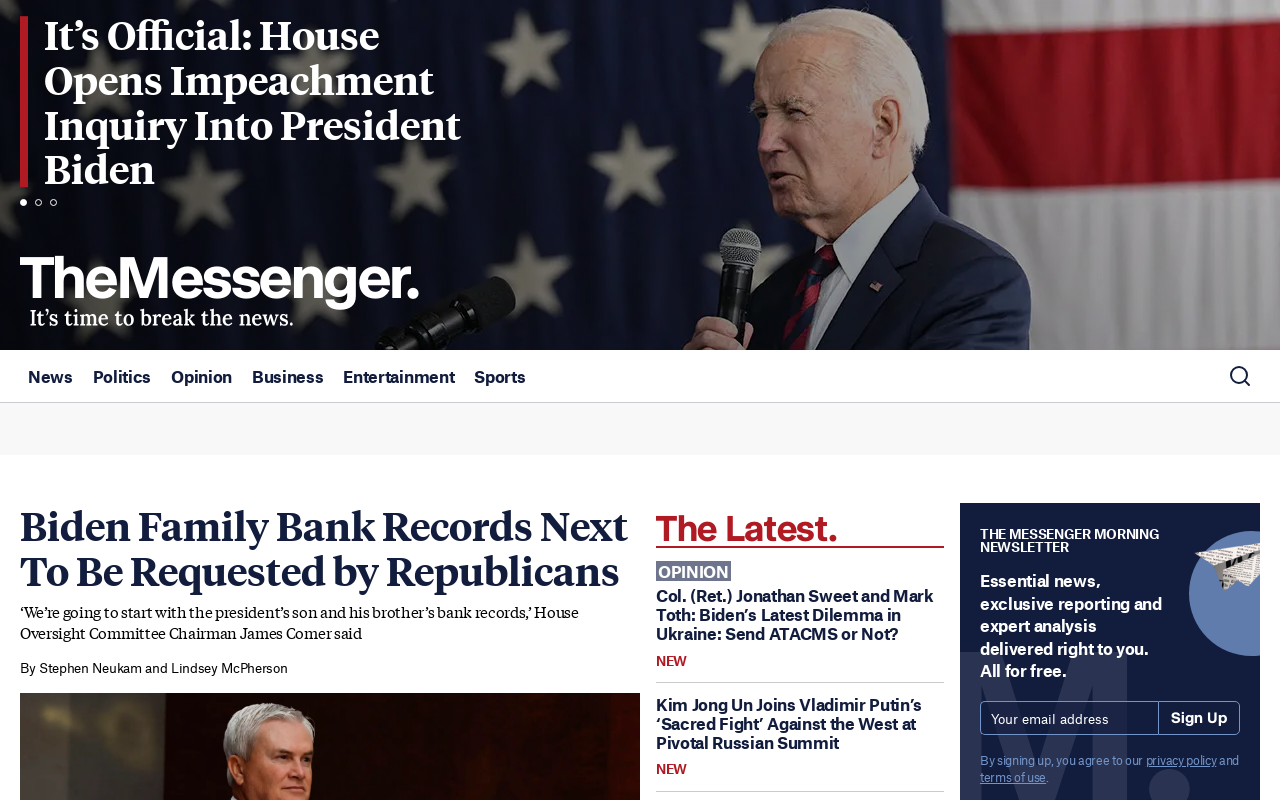 It’s Official: House
Opens Impeachment
Inquiry Into President
Biden
TheMessenger.
It’s time to break the news.
News
Politics
Opinion
Business
Entertainment
Sports
Biden Family Bank Records Next
To Be Requested by Republicans
‘We’re going to start with the president’s son and his brother’s bank records,’ House
Oversight Committee Chairman James Comer said
By Stephen Neukam and Lindsey McPherson
The Latest.
OPINION
Col. (Ret.) Jonathan Sweet and Mark
Toth: Biden’s Latest Dilemma in
Ukraine: Send ATACMS or Not?
NEW
Kim Jong Un Joins Vladimir Putin’s
‘Sacred Fight’ Against the West at
Pivotal Russian Summit
NEW
THE MESSENGER MORNING
NEWSLETTER
Essential news,
exclusive reporting and
expert analysis
delivered right to you.
All for free.
Your email address
Sign Up
By signing up, you agree to our privacy policy and
terms of use.
M.